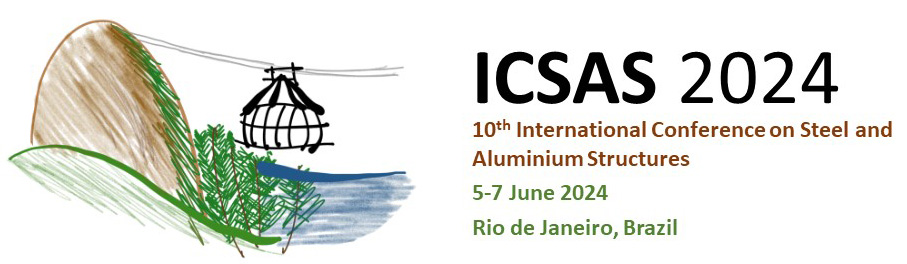 ICSAS 2024
10th International Conference on Steel and
Aluminium Structures
5-7 June 2024
Rio de Janeiro, Brazil